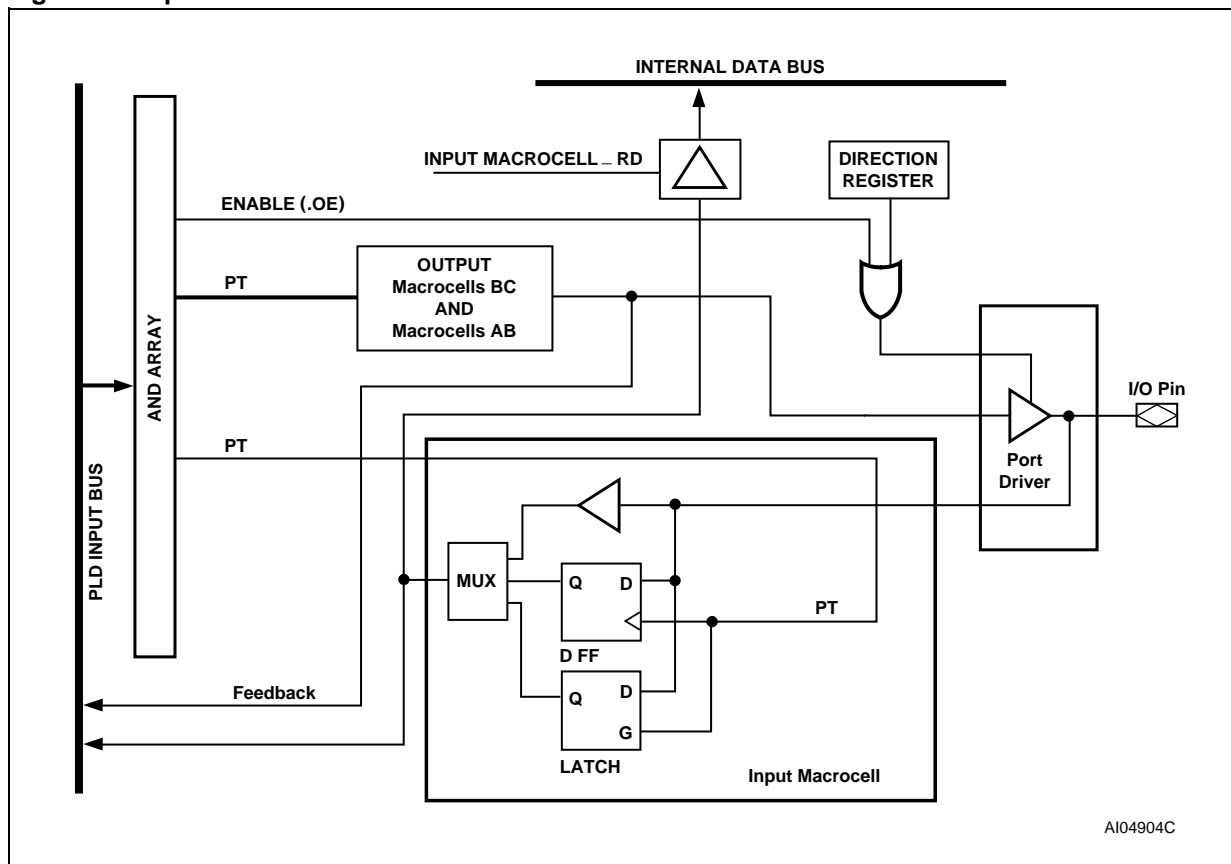 INTERNAL DATA BUS
INPUT MACROCELL _ RD
DIRECTION
REGISTER
ENABLE (.OE)
PT
OUTPUT
Macrocells BC
AND
Macrocells AB
AND ARRAY
PLD INPUT BUS
I/O Pin
Port
Driver
PT
MUX
Q D
PT
D FF
Q D
G
LATCH
Feedback
Input Macrocell
AI04904C